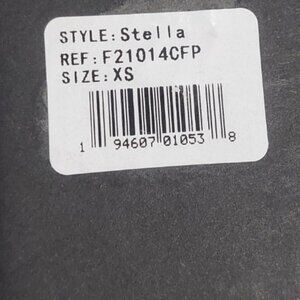 STYLE:Stella
REF:F21014CFP
SIZE:XS
1 94607 01053 8